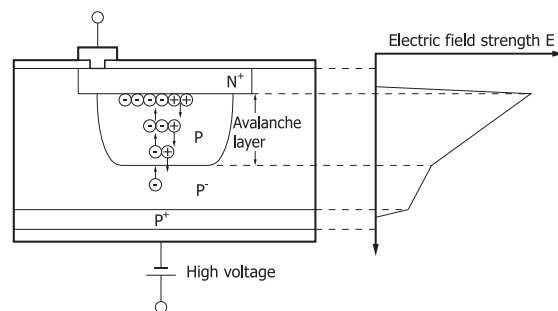 Electric field strength E
N+
- - - - + +
- - +
P
Avalanche
layer
- +
-
P-
P+
High voltage